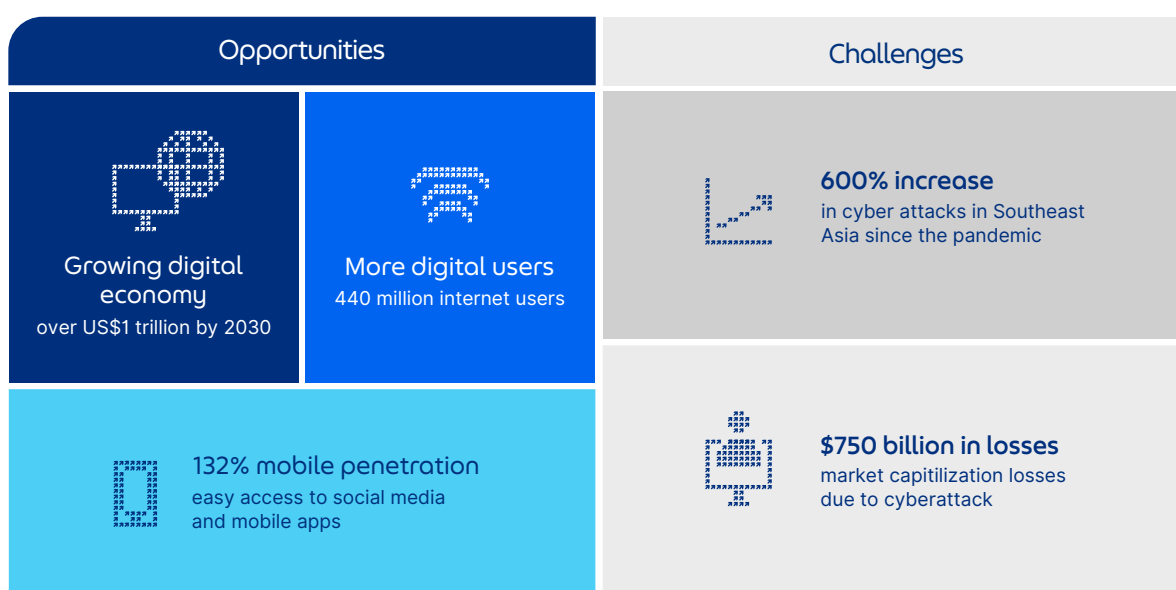 Opportunities
Growing digital
economy
over US$1 trillion by 2030
More digital users
440 million internet users
132% mobile penetration
easy access to social media
and mobile apps
Challenges
600% increase
in cyber attacks in Southeast
Asia since the pandemic
$750 billion in losses
market capitilization losses
due to cyberattack